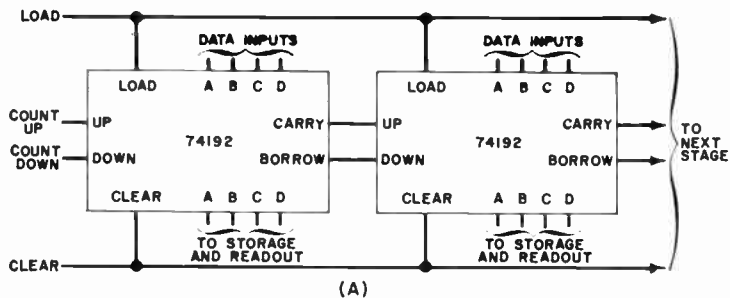 LOAD
DATA INPUTS
DATA INPUTS
LOAD A B C D
LOAD A B C D
COUNT
UP
UP
CARRY
UP
CARRY
74192
74192
TO
NEXT
STAGE
COUNT
DOWN
DOWN
BORROW
DOWN
BORROW
CLEAR A B C D
CLEAR A B C D
TO STORAGE
AND READOUT
TO STORAGE
AND READOUT
CLEAR
(A)